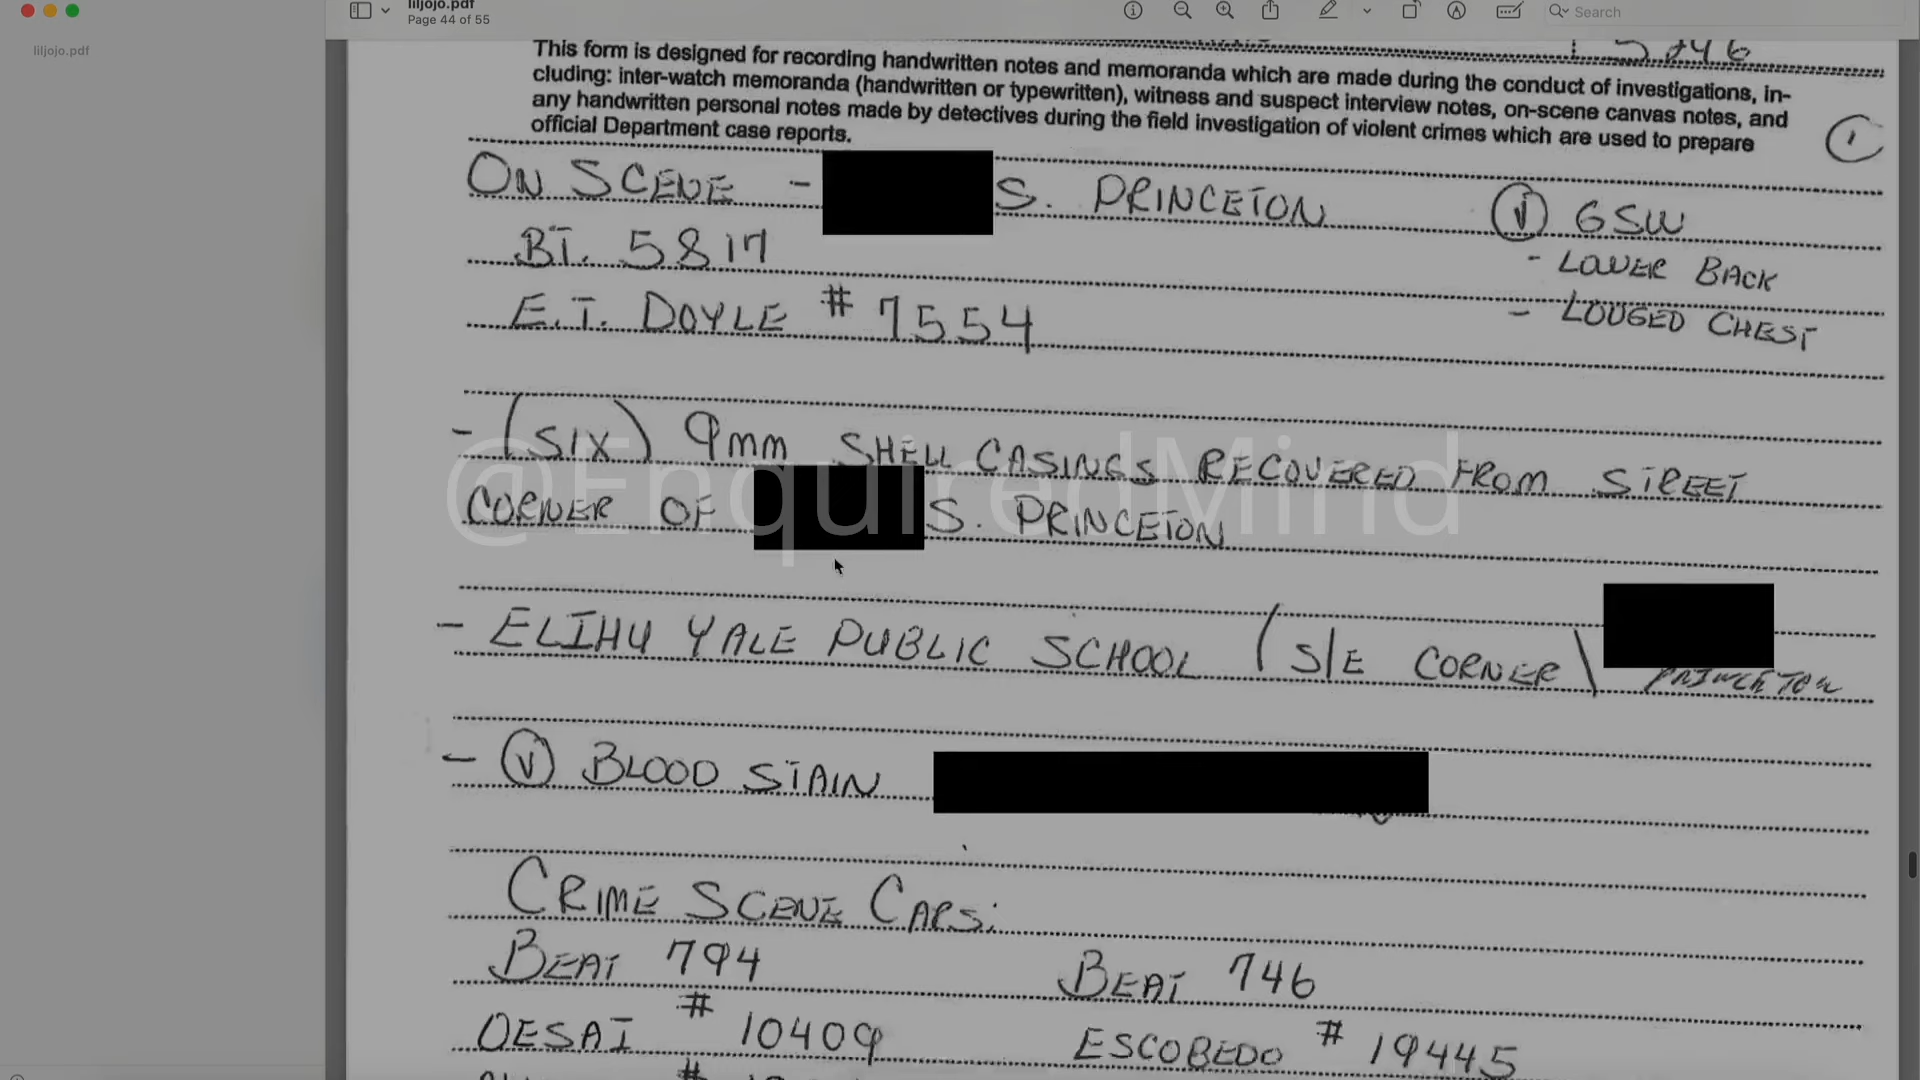 liljojo.pdf
Page 44 of 55
Search
liljojo.pdf
5746
This form is designed for recording handwritten notes and memoranda which are made during the conduct of investigations, in-
cluding: inter-watch memoranda (handwritten or typewritten), witness and suspect interview notes, on-scene canvas notes, and
any handwritten personal notes made by detectives during the field investigation of violent crimes which are used to prepare
official Department case reports.
1
ON SCENE - S. PRINCETON
V GSW
BT. 5817
- LOWER BACK
E.T. DOYLE # 7554
- LOUGED CHEST
- (SIX) 9mm SHELL CASINGS RECOVERED FROM STREET
CORNER OF S. PRINCETON
@EnquiredMind
- ELIHU YALE PUBLIC SCHOOL (S/E CORNER) PRINCETON
- V BLOOD STAIN
CRIME SCENE CARS:
BEAT 794 BEAT 746
DESAI # 10409 ESCOBEDO # 19445
#